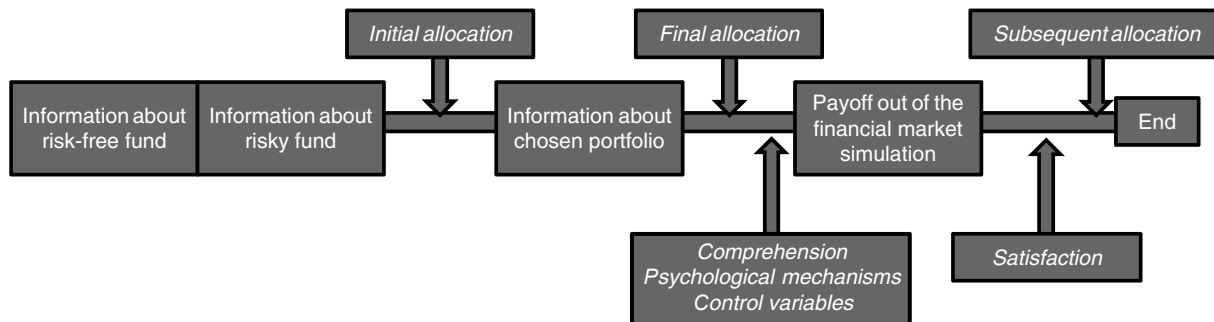 Initial allocation
Final allocation
Subsequent allocation
Information about
risk-free fund
Information about
risky fund
Information about
chosen portfolio
Payoff out of the
financial market
simulation
End
Comprehension
Psychological mechanisms
Control variables
Satisfaction